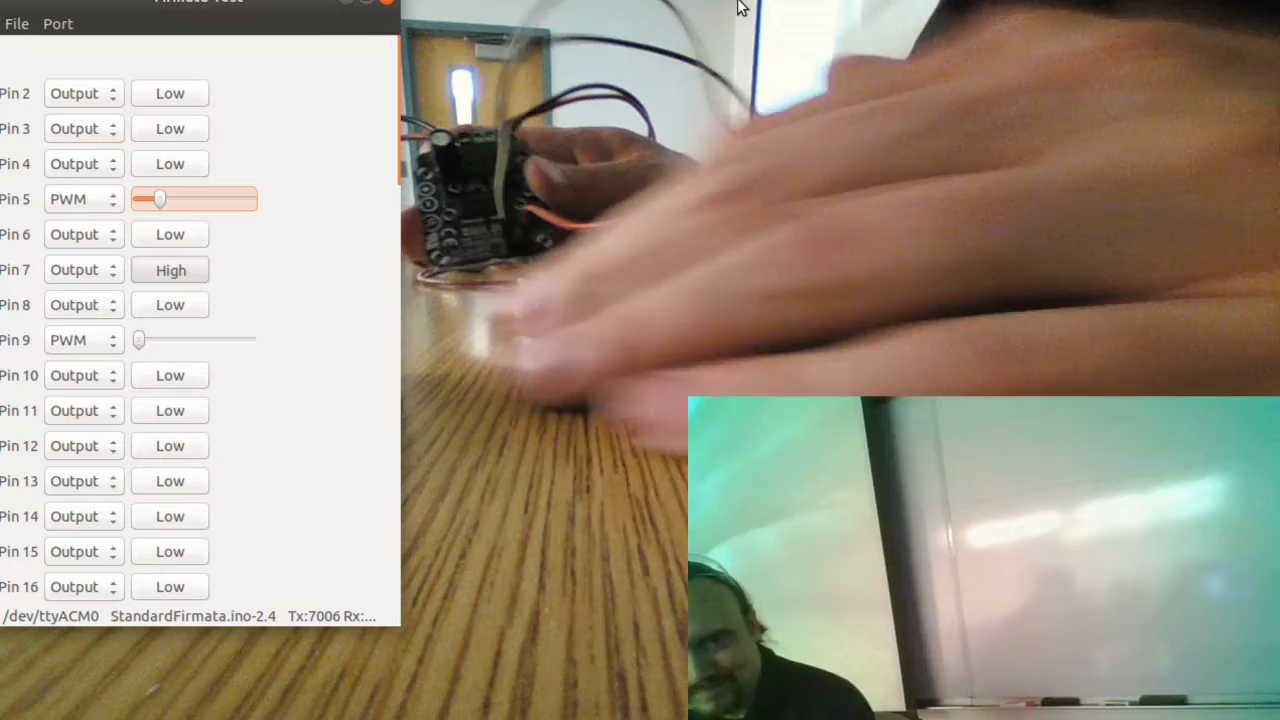 Firmata Test
File Port
Pin 2 Output Low
Pin 3 Output Low
Pin 4 Output Low
Pin 5 PWM
Pin 6 Output Low
Pin 7 Output High
Pin 8 Output Low
Pin 9 PWM
Pin 10 Output Low
Pin 11 Output Low
Pin 12 Output Low
Pin 13 Output Low
Pin 14 Output Low
Pin 15 Output Low
Pin 16 Output Low
/dev/ttyACM0 StandardFirmata.ino-2.4 Tx:7006 Rx:...